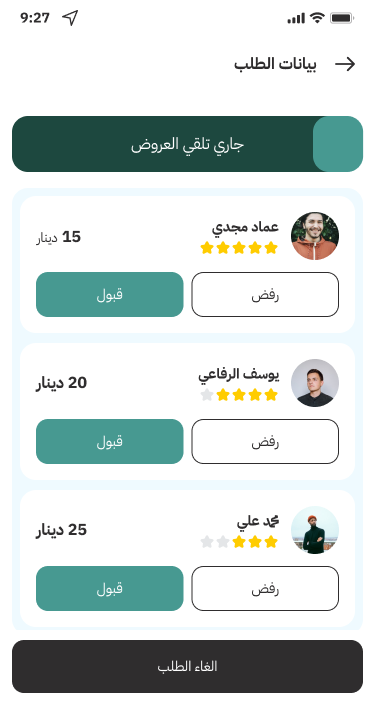 9:27
بيانات الطلب
جاري تلقي العروض
عماد مجدي
15 دينار
رفض
قبول
يوسف الرفاعي
20 دينار
رفض
قبول
محمد علي
25 دينار
رفض
قبول
الغاء الطلب